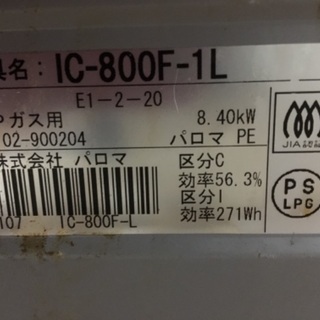 具名: IC-800F-1L
E1-2-20
Pガス用 8.40kW
02-900204 パロマ PE
株式会社 パロマ 区分C
効率56.3%
区分I
効率271Wh
107 IC-800F-L
JIA認証
PS
LPG